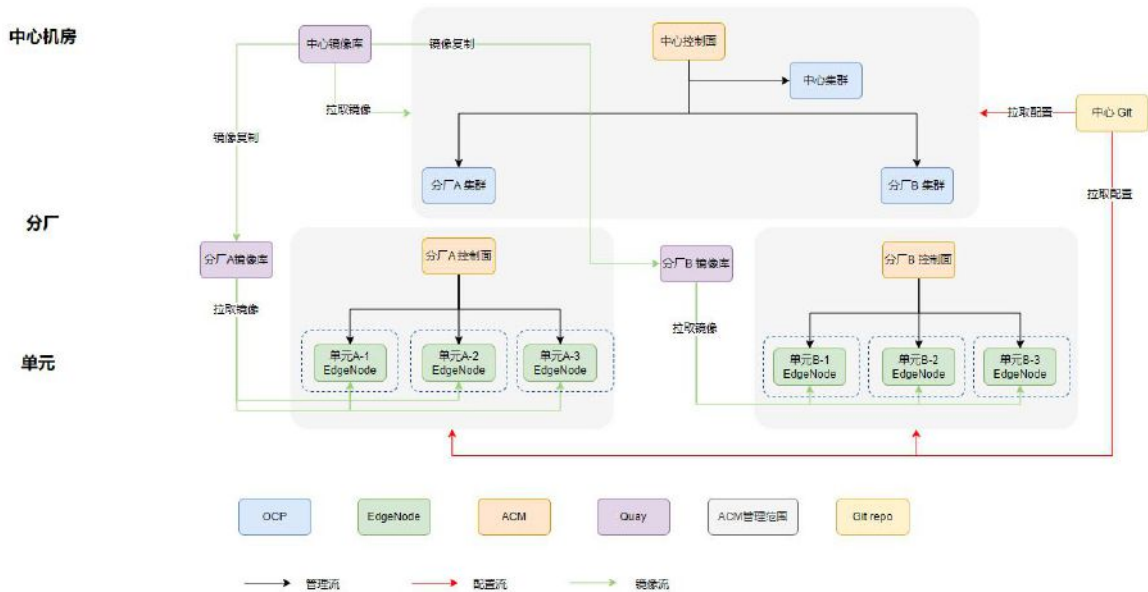 中心机房
中心镜像库
镜像复制
中心控制面
中心集群
拉取镜像
拉取配置
中心 Git
镜像复制
分厂A 集群
分厂B 集群
拉取配置
分厂
分厂A镜像库
分厂A 控制面
分厂B 镜像库
分厂B 控制面
拉取镜像
拉取镜像
单元
单元A-1
EdgeNode
单元A-2
EdgeNode
单元A-3
EdgeNode
单元B-1
EdgeNode
单元B-2
EdgeNode
单元B-3
EdgeNode
OCP
EdgeNode
ACM
Quay
ACM管理范围
Git repo
管理流
配置流
镜像流